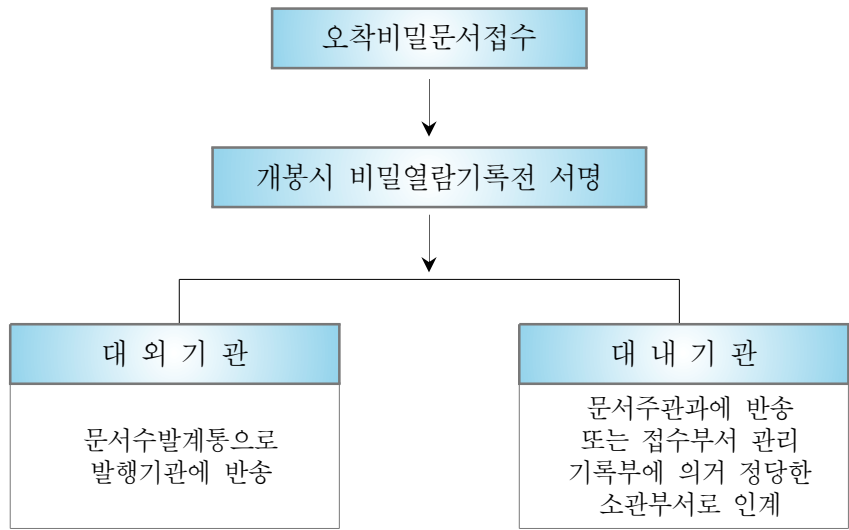 오착비밀문서접수
개봉시 비밀열람기록전 서명
대 외 기 관
문서수발계통으로
발행기관에 반송
대 내 기 관
문서주관과에 반송
또는 접수부서 관리
기록부에 의거 정당한
소관부서로 인계